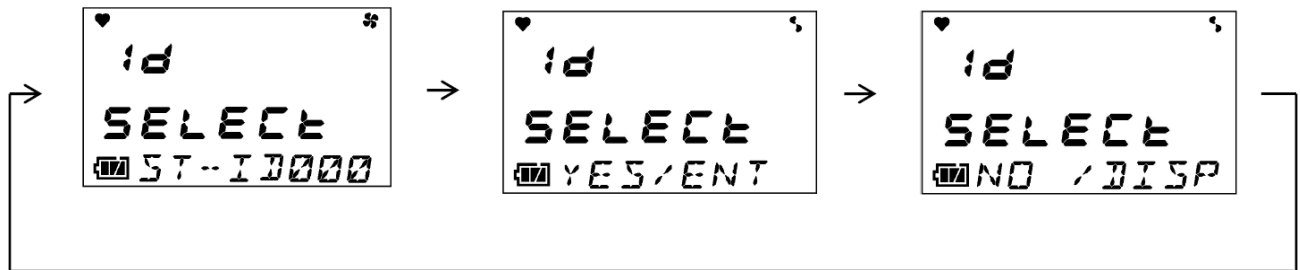 Id
SELECt
ST-ID000
Id
SELECt
YES/ENT
Id
SELECt
NO /DISP